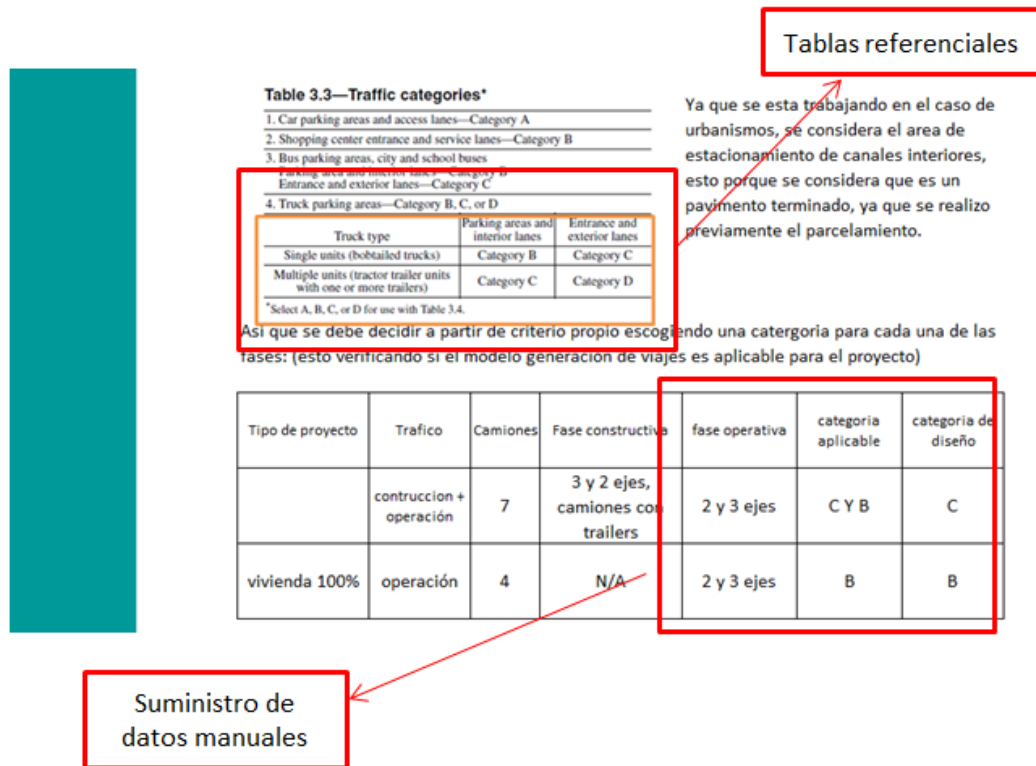 Tablas referenciales
Table 3.3—Traffic categories*
1. Car parking areas and access lanes—Category A
2. Shopping center entrance and service lanes—Category B
3. Bus parking areas, city and school buses
Parking area and interior lanes—Category B
Entrance and exterior lanes—Category C
4. Truck parking areas—Category B, C, or D
Truck type
Parking areas and
interior lanes
Entrance and
exterior lanes
Single units (bobtailed trucks)
Category B
Category C
Multiple units (tractor trailer units
with one or more trailers)
Category C
Category D
*Select A, B, C, or D for use with Table 3.4.
Ya que se esta trabajando en el caso de
urbanismos, se considera el area de
estacionamiento de canales interiores,
esto porque se considera que es un
pavimento terminado, ya que se realizo
previamente el parcelamiento.
Asi que se debe decidir a partir de criterio propio escogiendo una catergoria para cada una de las
fases: (esto verificando si el modelo generacion de viajes es aplicable para el proyecto)
Tipo de proyecto
Trafico
Camiones
Fase constructiva
fase operativa
categoria
aplicable
categoria de
diseño
contruccion +
operación
7
3 y 2 ejes,
camiones con
trailers
2 y 3 ejes
C Y B
C
vivienda 100%
operación
4
N/A
2 y 3 ejes
B
B
Suministro de
datos manuales